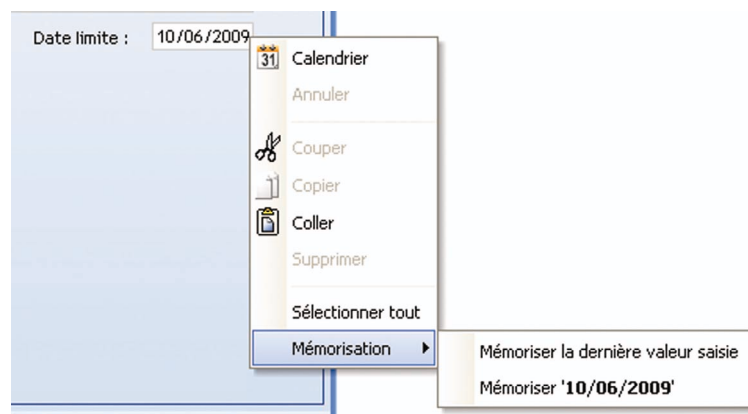 Date limite : 10/06/2009
31 Calendrier
Annuler
Couper
Copier
Coller
Supprimer
Sélectionner tout
Mémorisation
Mémoriser la dernière valeur saisie
Mémoriser '10/06/2009'